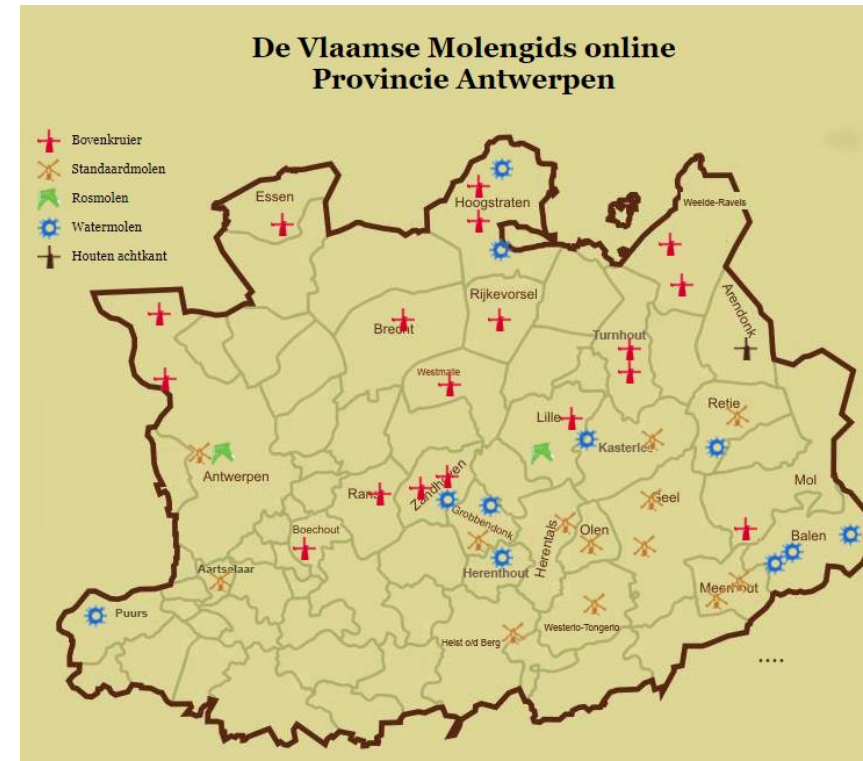 De Vlaamse Molengids online
Provincie Antwerpen
Bovenkruier
Standaardmolen
Rosmolen
Watermolen
Houten achtkant
Essen
Hoogstraten
Weelde-Ravels
Rijkevorsel
Arendonk
Brecht
Turnhout
Westmalle
Retie
Lille
Kasterlee
Antwerpen
Mol
Ranst
Zandhoven
Geel
Grobbendonk
Boechout
Herentals
Olen
Balen
Aartselaar
Herenthout
Meerhout
Puurs
Westerlo-Tongerlo
Heist o/d Berg
....